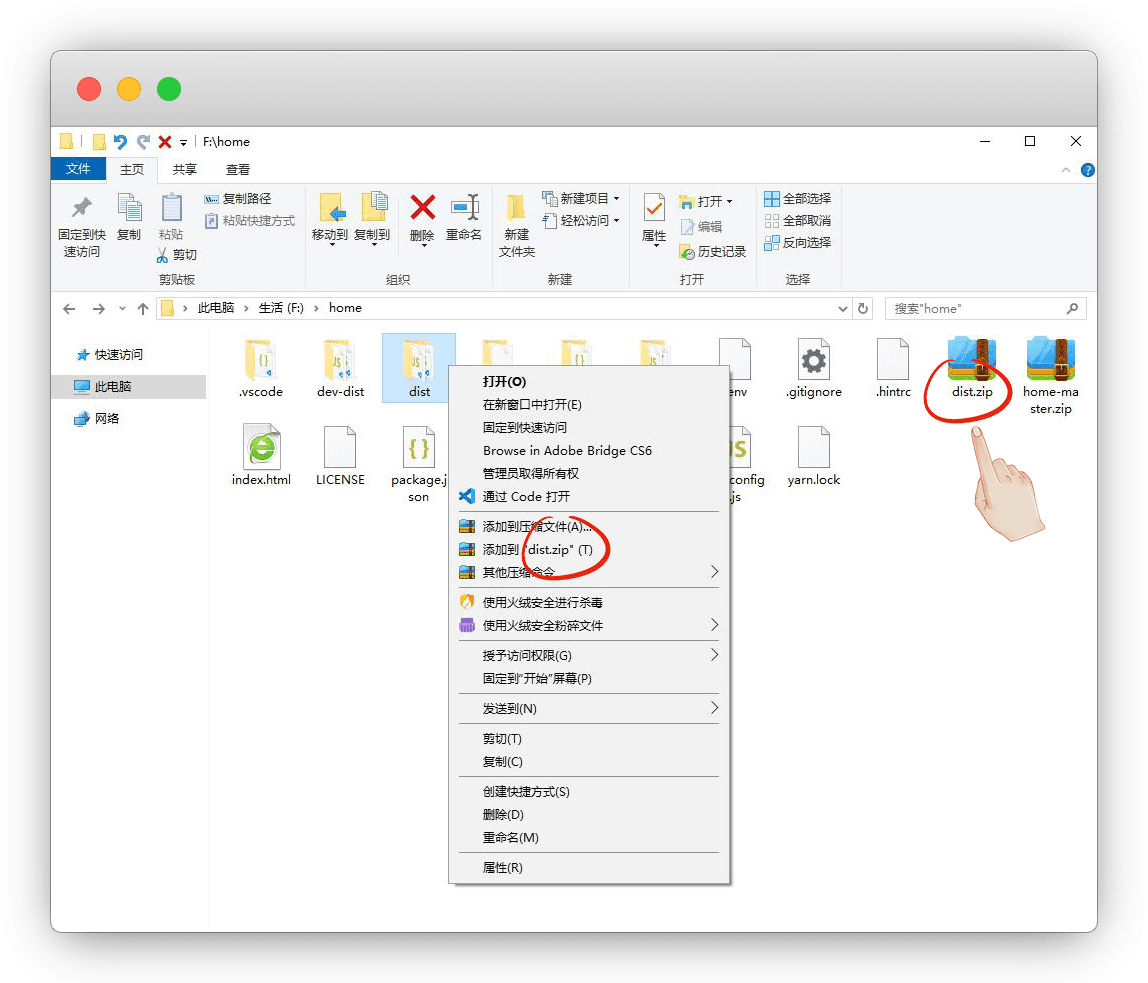 F:\home
文件
主页
共享
查看
固定到快
速访问
复制
粘贴
复制路径
粘贴快捷方式
剪切
剪贴板
移动到
复制到
删除
重命名
组织
新建
文件夹
新建项目
轻松访问
新建
属性
打开
编辑
历史记录
打开
全部选择
全部取消
反向选择
选择
此电脑
生活 (F:)
home
搜索"home"
快速访问
此电脑
网络
.vscode
dev-dist
dist
env
.gitignore
.hintrc
dist.zip
home-ma
ster.zip
index.html
LICENSE
package.j
son
config
.js
yarn.lock
打开(O)
在新窗口中打开(E)
固定到快速访问
Browse in Adobe Bridge CS6
管理员取得所有权
通过 Code 打开
添加到压缩文件(A)...
添加到 "dist.zip" (T)
其他压缩命令
使用火绒安全进行杀毒
使用火绒安全粉碎文件
授予访问权限(G)
固定到"开始"屏幕(P)
发送到(N)
剪切(T)
复制(C)
创建快捷方式(S)
删除(D)
重命名(M)
属性(R)